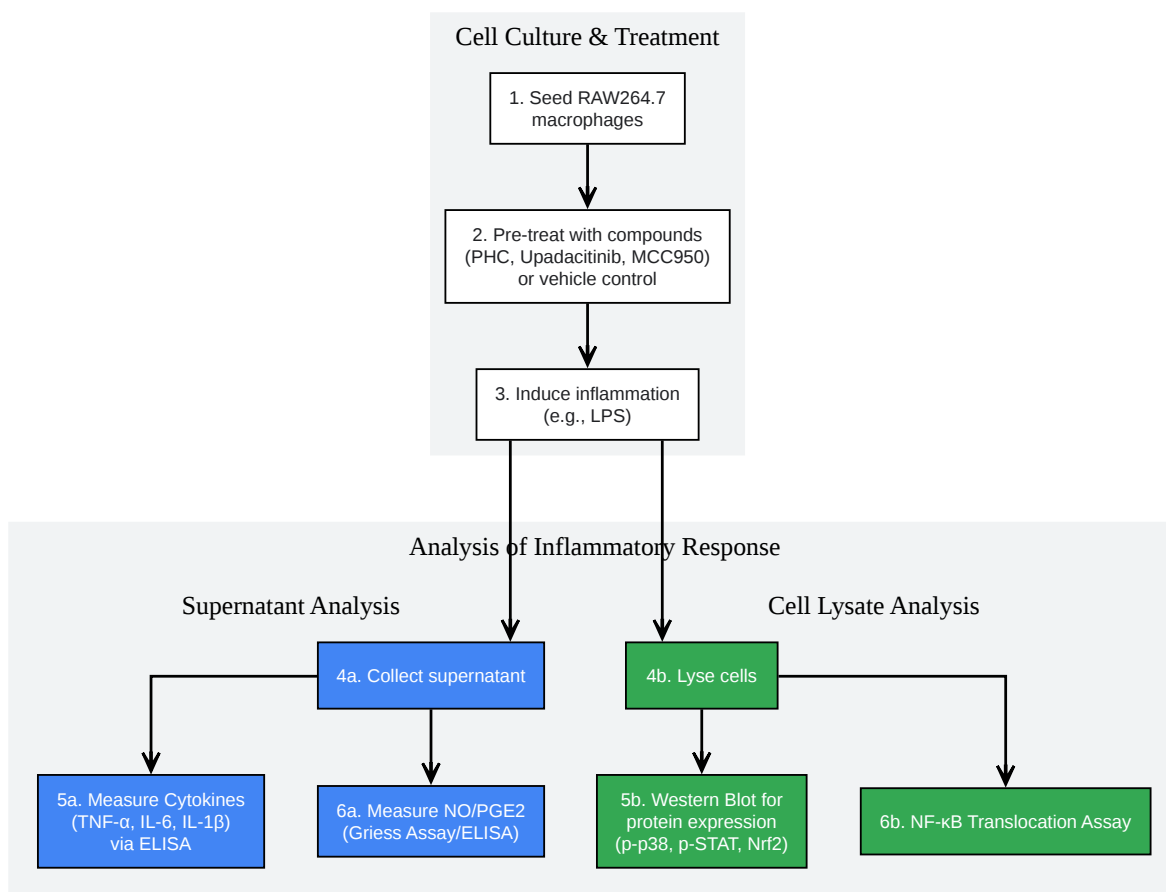 Cell Culture & Treatment
1. Seed RAW264.7
macrophages
2. Pre-treat with compounds
(PHC, Upadacitinib, MCC950)
or vehicle control
3. Induce inflammation
(e.g., LPS)
Analysis of Inflammatory Response
Supernatant Analysis
Cell Lysate Analysis
4a. Collect supernatant
4b. Lyse cells
5a. Measure Cytokines
(TNF-α, IL-6, IL-1β)
via ELISA
6a. Measure NO/PGE2
(Griess Assay/ELISA)
5b. Western Blot for
protein expression
(p-p38, p-STAT, Nrf2)
6b. NF-κB Translocation Assay